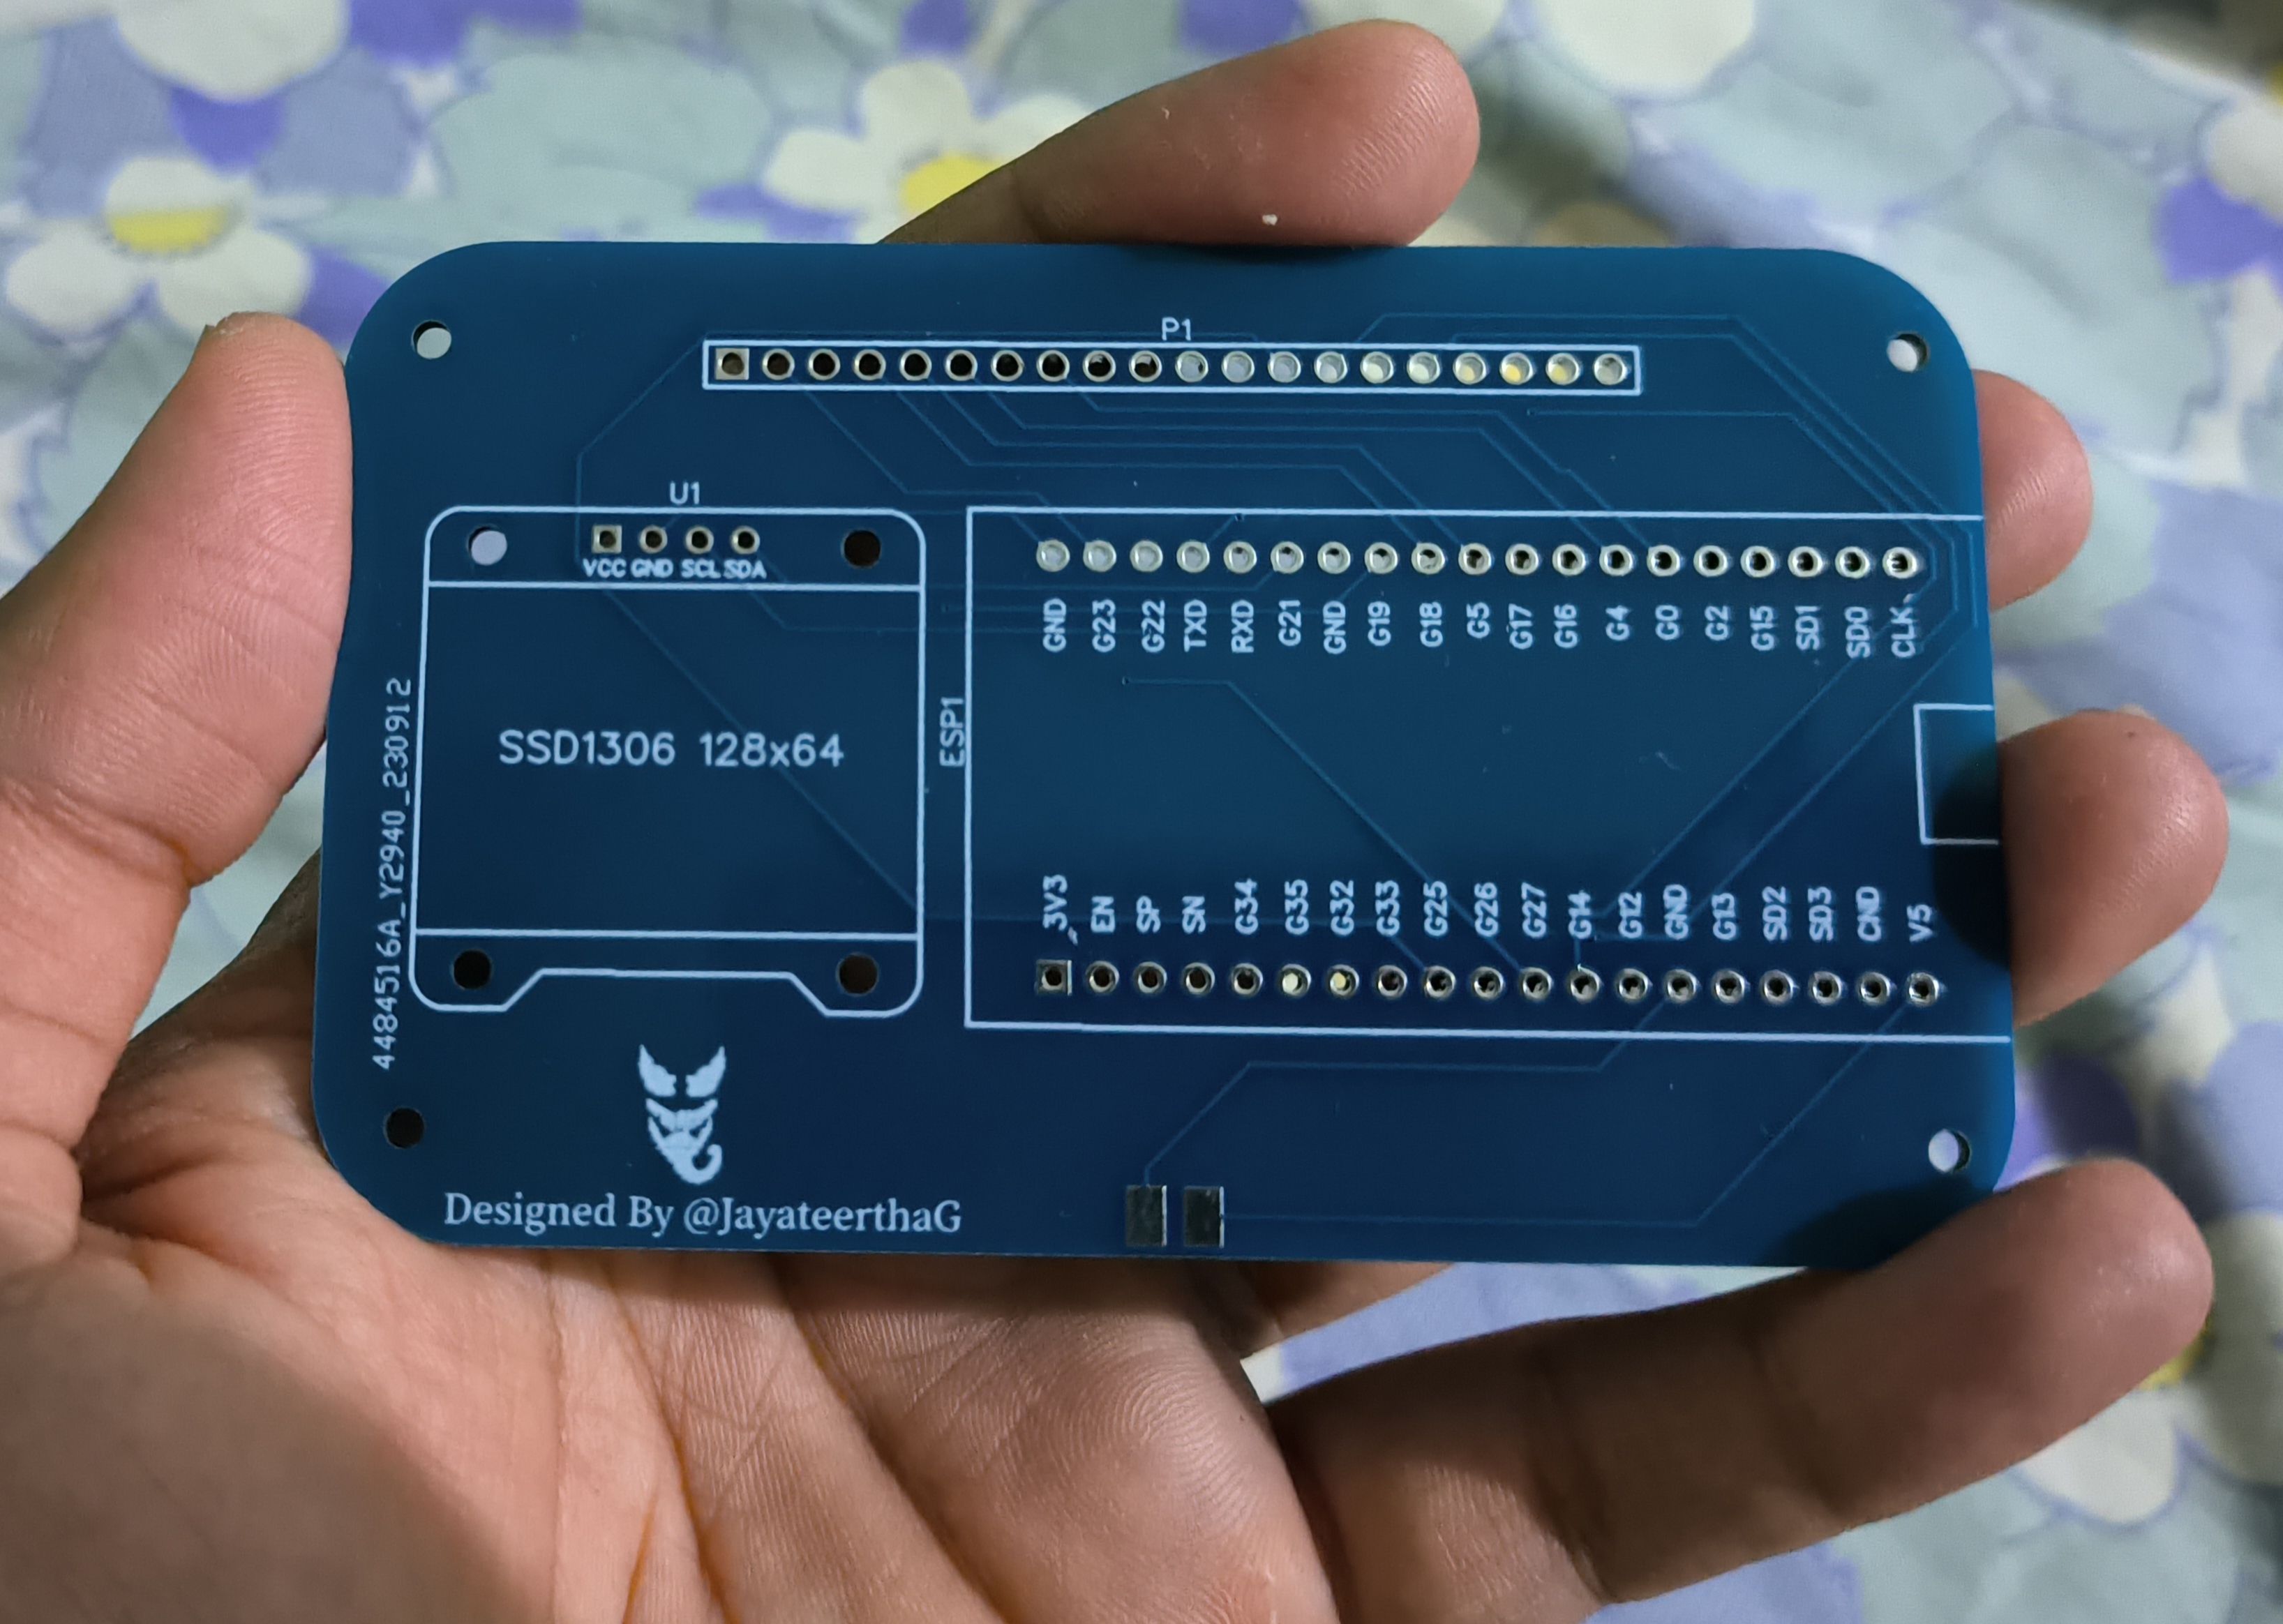 P1
U1
VCC GND SCL SDA
GND G23 G22 TXD RXD G21 GND G19 G18 G5 G17 G16 G4 G0 G2 G15 SD1 SD0 CLK
SSD1306 128x64
ESP1
4484516A_Y2940_230912
3V3 EN SP SN G34 G35 G32 G33 G25 G26 G27 G14 G12 GND G13 SD2 SD3 GND V5
Designed By @JayateerthaG